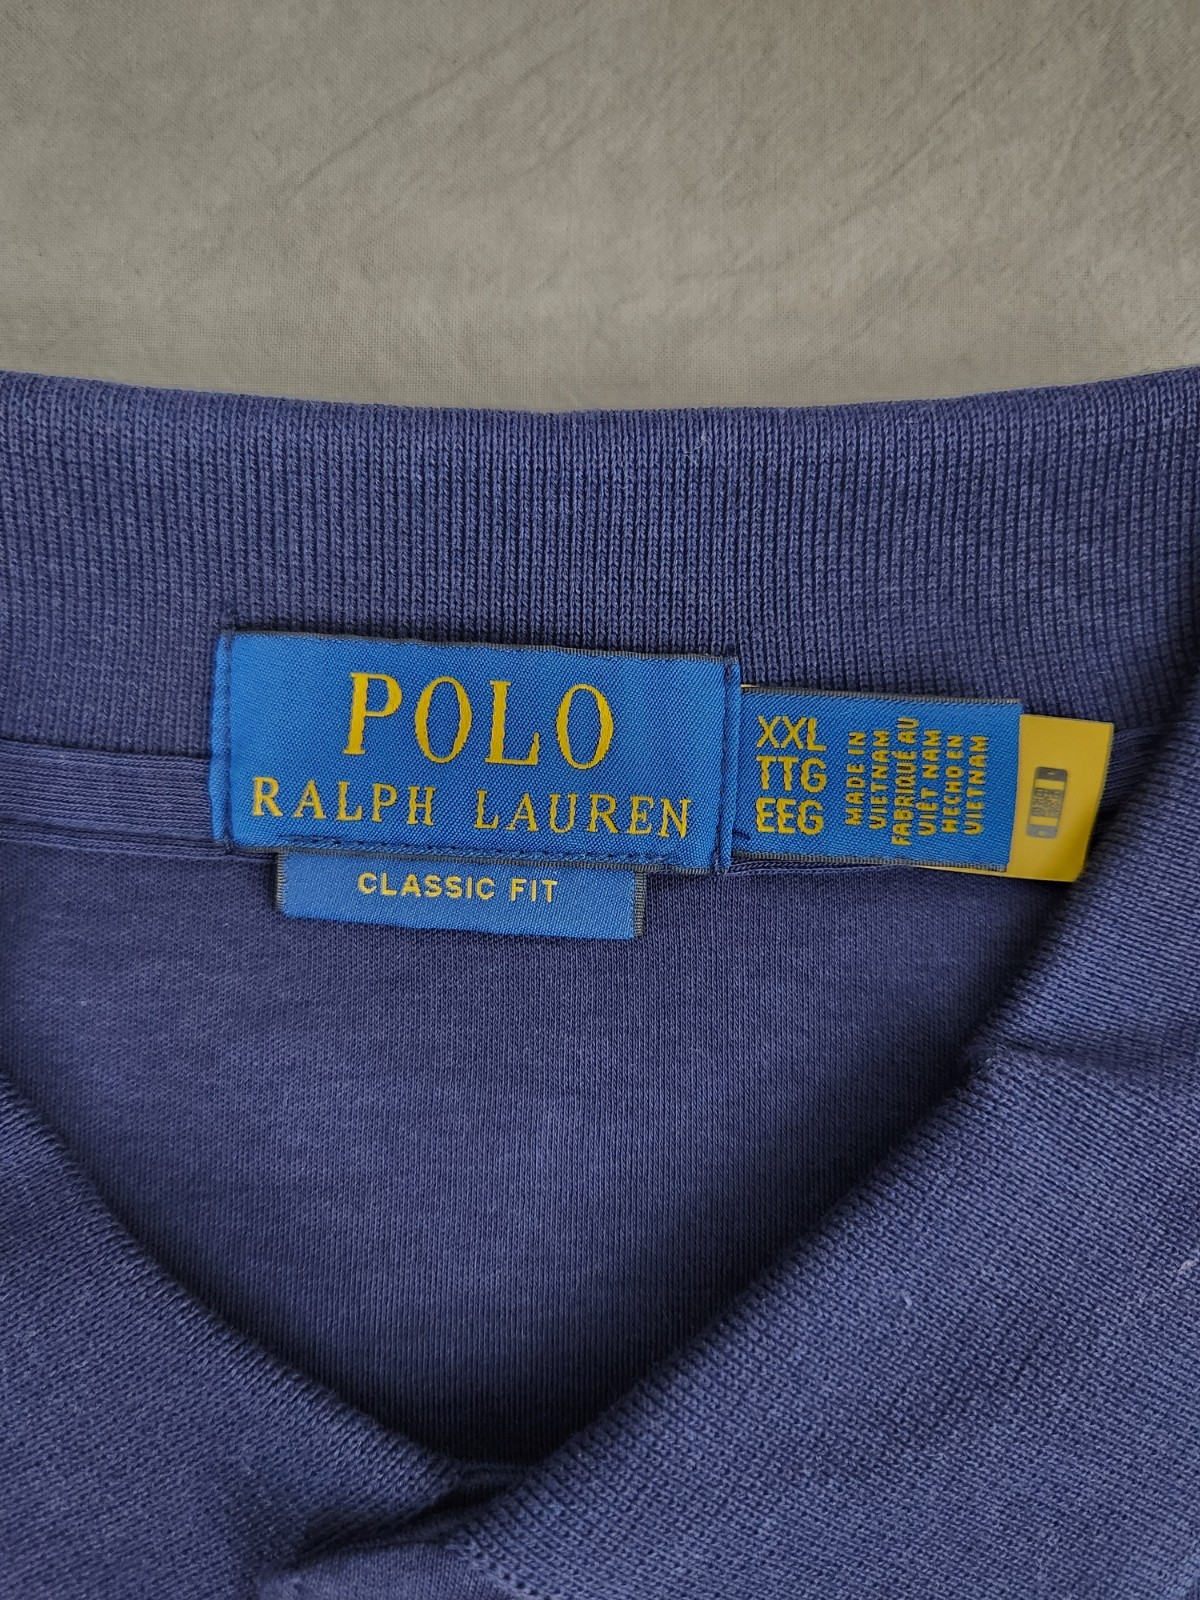 POLO
RALPH LAUREN
CLASSIC FIT
XXL
TTG
EEG
MADE IN
VIETNAM
FABRIQUÉ AU
VIÊT NAM
HECHO EN
VIETNAM